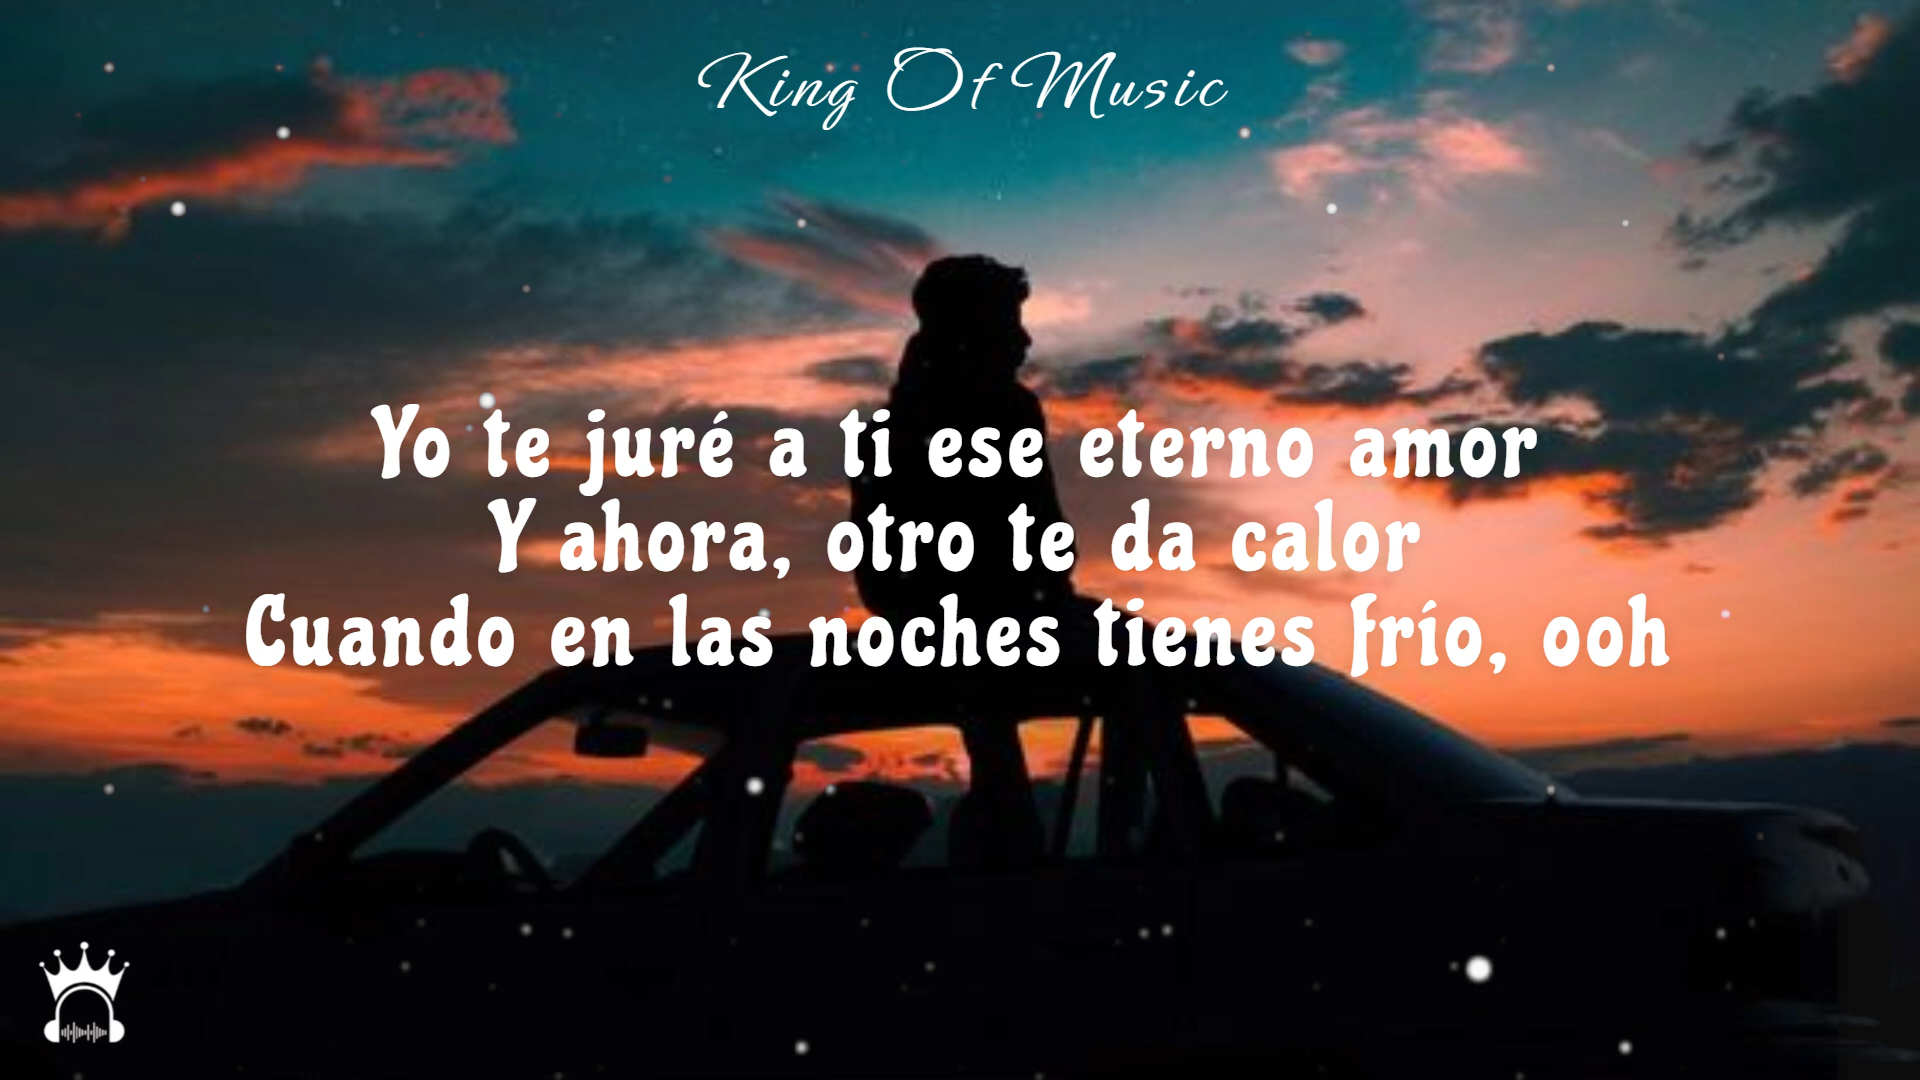 King Of Music
Yo te juré a ti ese eterno amor
Y ahora, otro te da calor
Cuando en las noches tienes frío, ooh